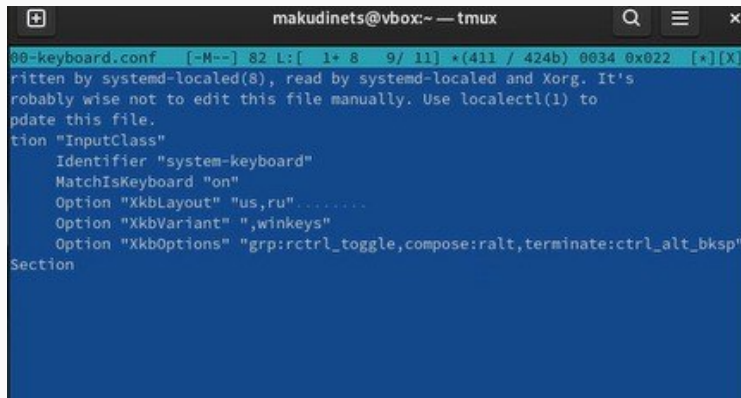 makudinets@vbox:~ — tmux
00-keyboard.conf [-M--] 82 L:[ 1+ 8 9/ 11] *(411 / 424b) 0034 0x022 [*][X]
ritten by systemd-localed(8), read by systemd-localed and Xorg. It's
robably wise not to edit this file manually. Use localectl(1) to
pdate this file.
tion "InputClass"
Identifier "system-keyboard"
MatchIsKeyboard "on"
Option "XkbLayout" "us,ru"........
Option "XkbVariant" ",winkeys"
Option "XkbOptions" "grp:rctrl_toggle,compose:ralt,terminate:ctrl_alt_bksp"
Section